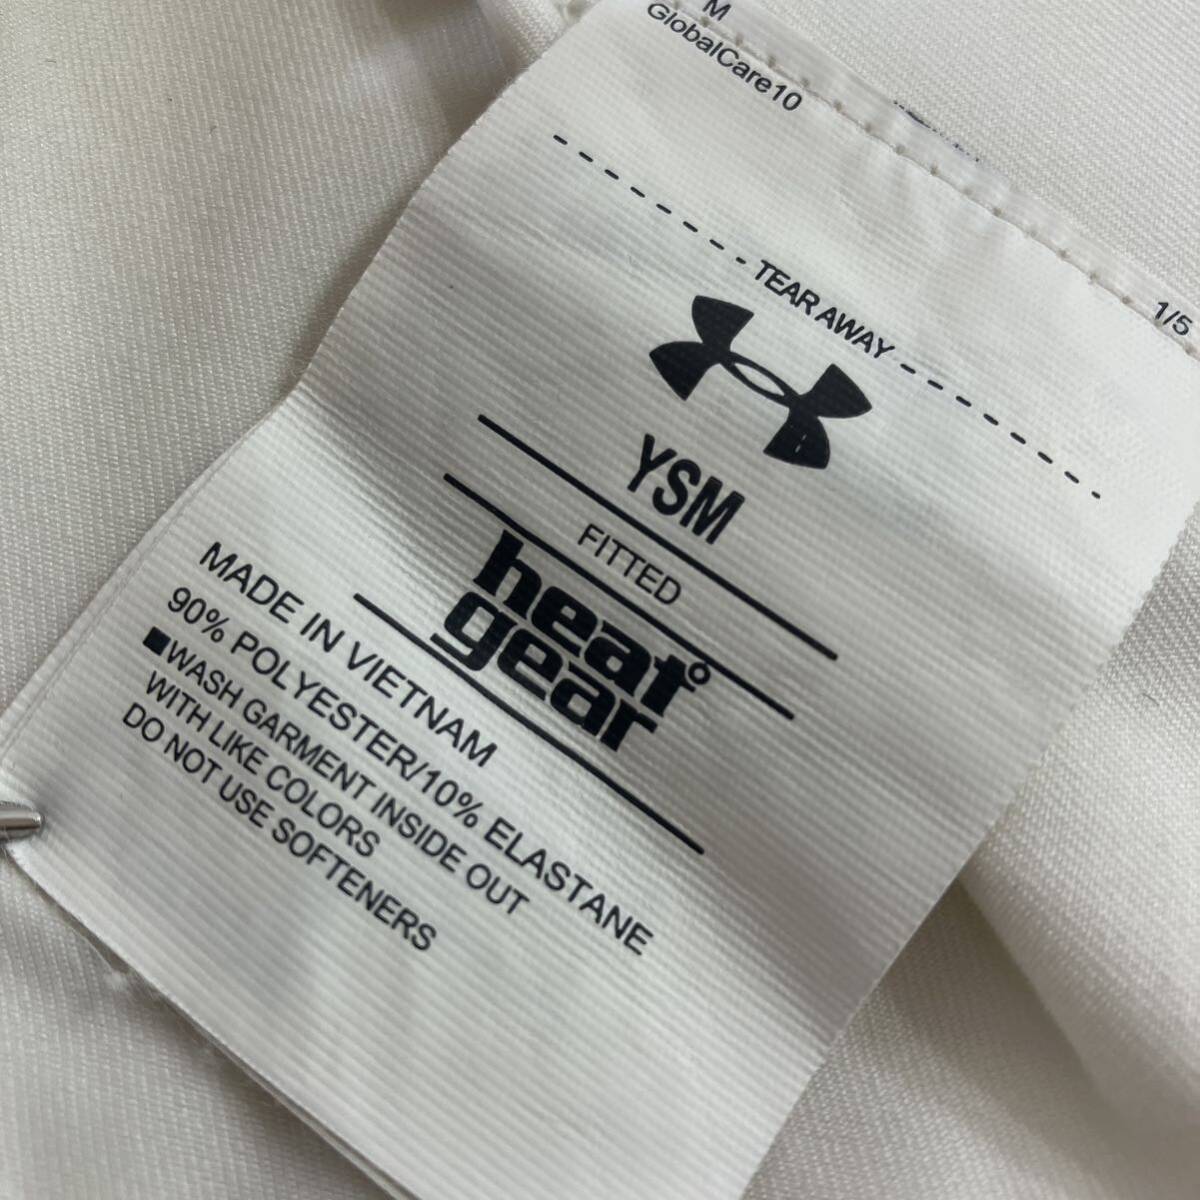 M
GlobalCare10
1/5
TEAR AWAY
YSM
FITTED
heat
gear
MADE IN VIETNAM
90% POLYESTER/10% ELASTANE
■WASH GARMENT INSIDE OUT
WITH LIKE COLORS
DO NOT USE SOFTENERS